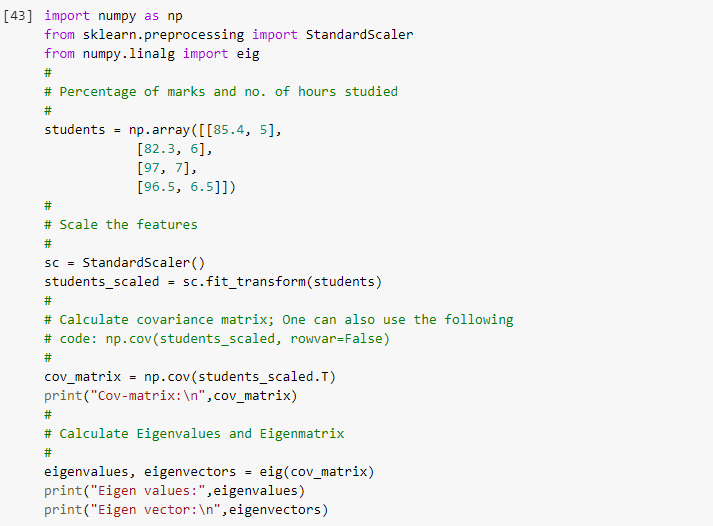 [43] import numpy as np
from sklearn.preprocessing import StandardScaler
from numpy.linalg import eig
#
# Percentage of marks and no. of hours studied
#
students = np.array([[85.4, 5],
            [82.3, 6],
            [97, 7],
            [96.5, 6.5]])
#
# Scale the features
#
sc = StandardScaler()
students_scaled = sc.fit_transform(students)
#
# Calculate covariance matrix; One can also use the following
# code: np.cov(students_scaled, rowvar=False)
#
cov_matrix = np.cov(students_scaled.T)
print("Cov-matrix:\n",cov_matrix)
#
# Calculate Eigenvalues and Eigenmatrix
#
eigenvalues, eigenvectors = eig(cov_matrix)
print("Eigen values:",eigenvalues)
print("Eigen vector:\n",eigenvectors)